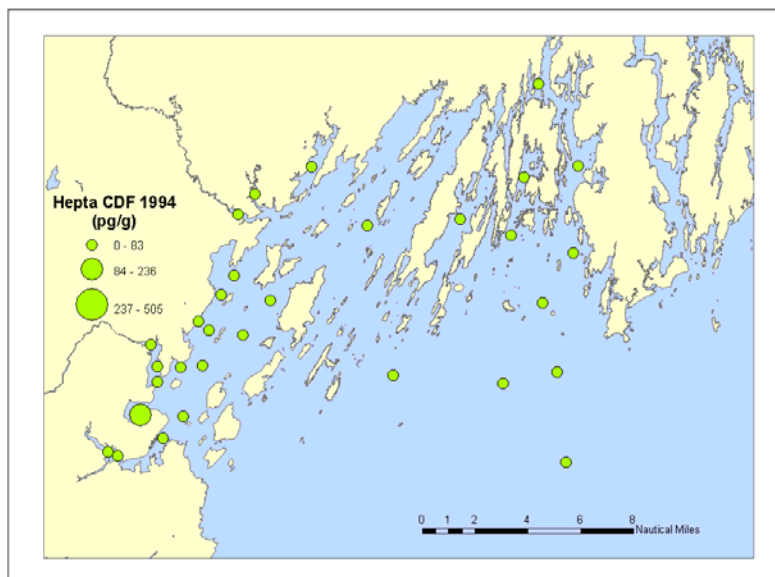 Hepta CDF 1994
(pg/g)
0 - 83
84 - 236
237 - 505
0 1 2 4 6 8
Nautical Miles